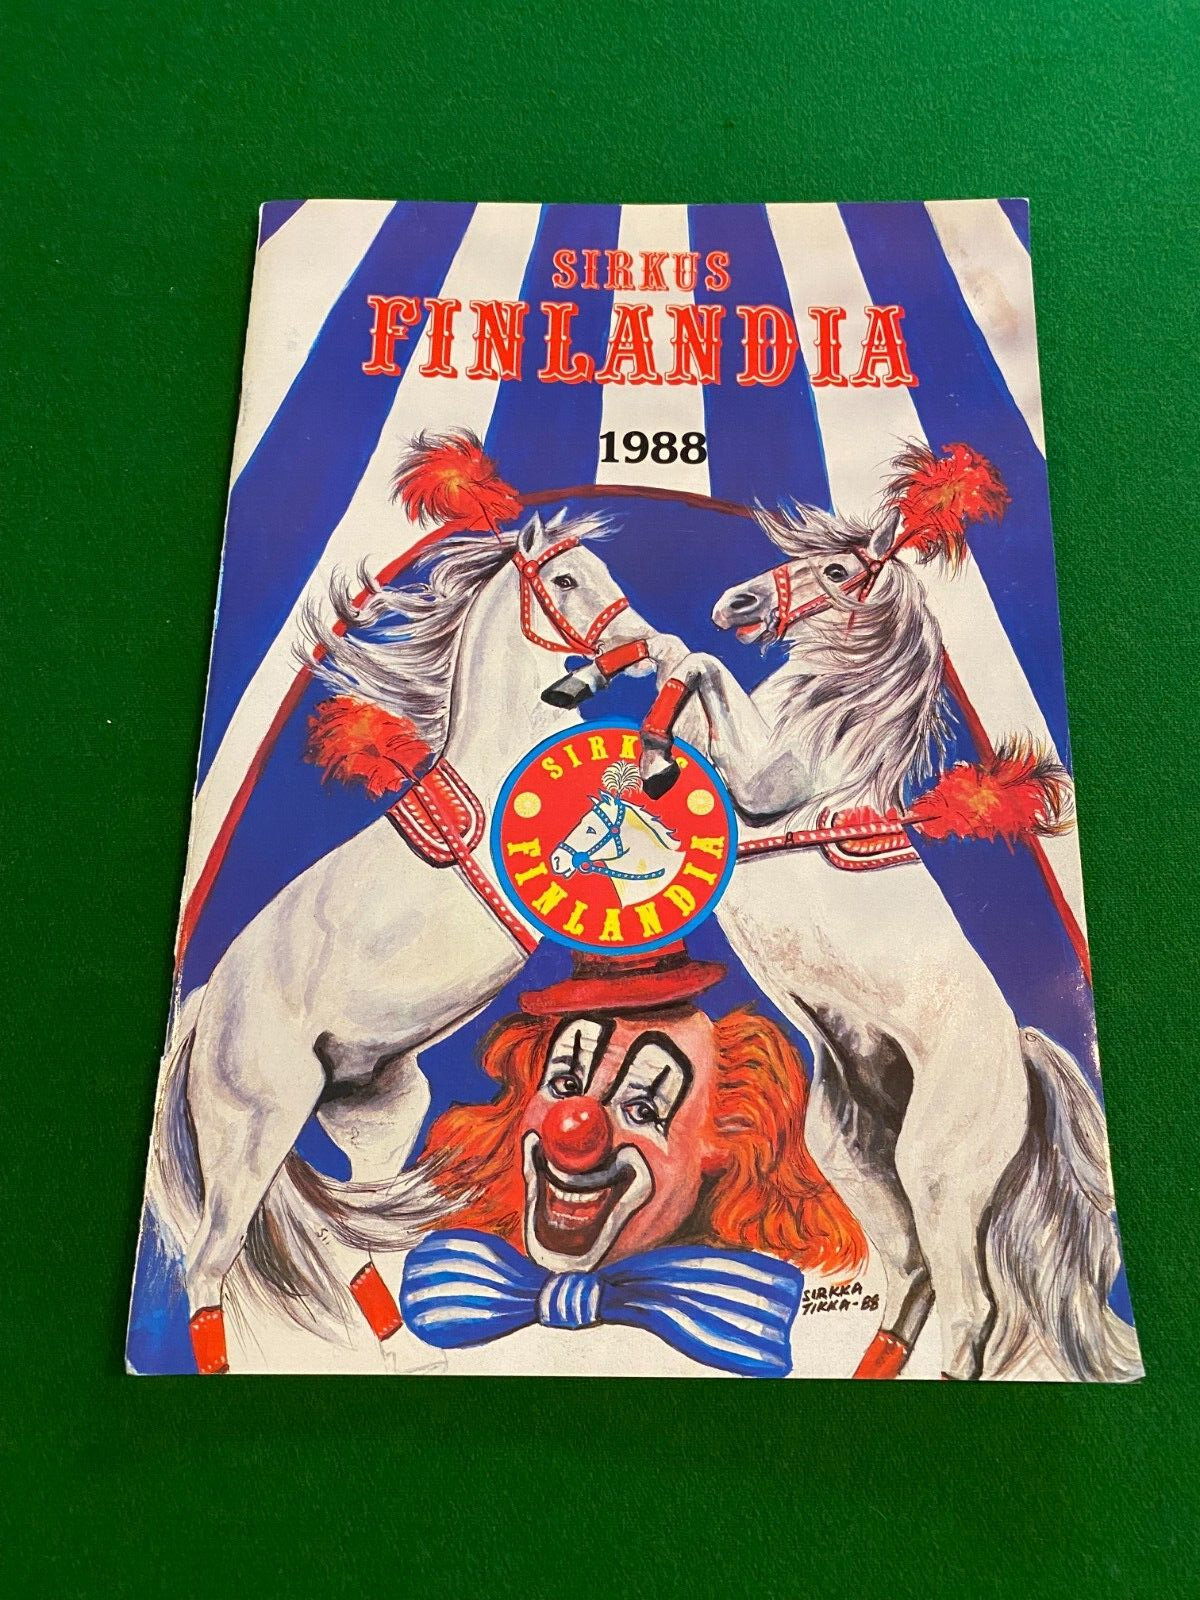 SIRKUS
FINLANDIA
1988
SIRKUS
FINLANDIA
SIRKKA
TIKKA-88